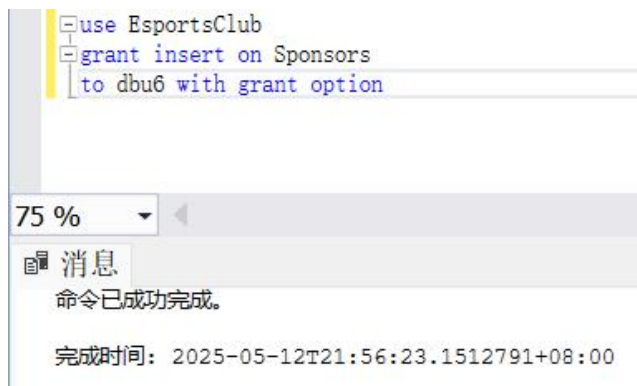 use EsportsClub
grant insert on Sponsors
to dbu6 with grant option
75 %
消息
命令已成功完成。
完成时间: 2025-05-12T21:56:23.1512791+08:00